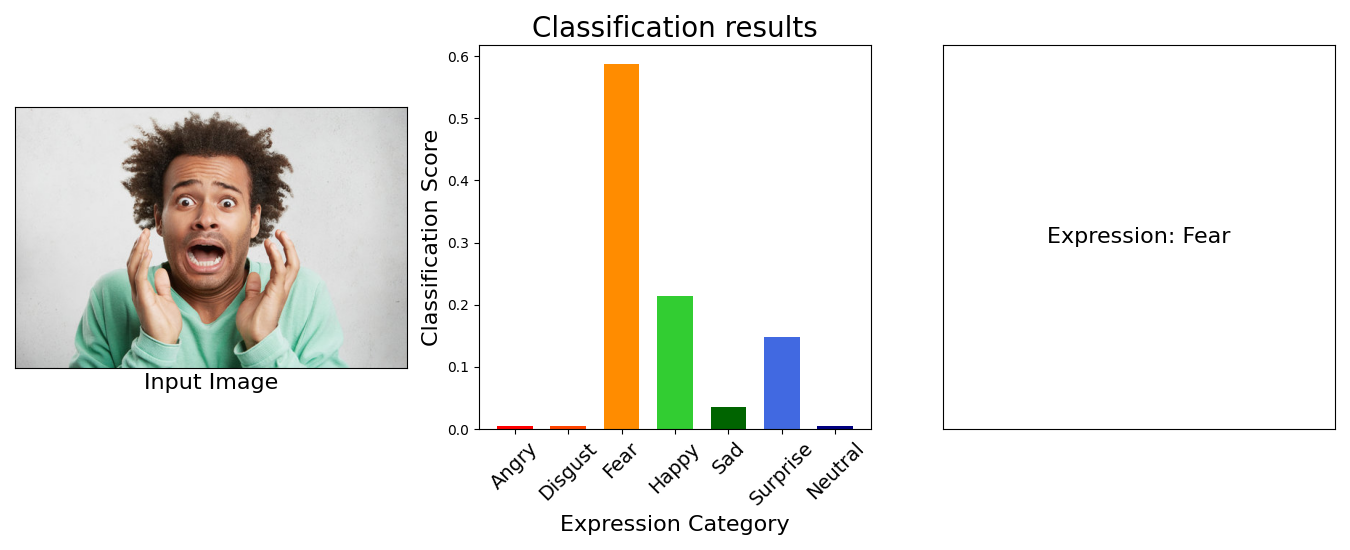 Classification results
Input Image
Classification Score
0.6
0.5
0.4
0.3
0.2
0.1
0.0
Angry
Disgust
Fear
Happy
Sad
Surprise
Neutral
Expression Category
Expression: Fear